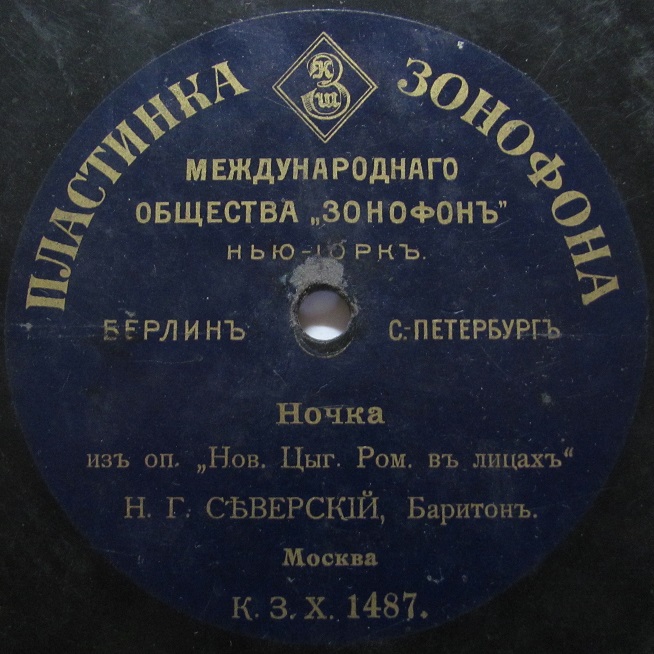 ПЛАСТИНКА ЗОНОФОНА
К З Ш
МЕЖДУНАРОДНАГО
ОБЩЕСТВА „ЗОНОФОНЪ"
НЬЮ-ІОРКЪ.
БЕРЛИНЪ С.-ПЕТЕРБУРГЪ
Ночка
изъ оп. „Нов. Цыг. Ром. въ лицахъ“
Н. Г. СѢВЕРСКІЙ, Баритонъ.
Москва
К. З. Х. 1487.